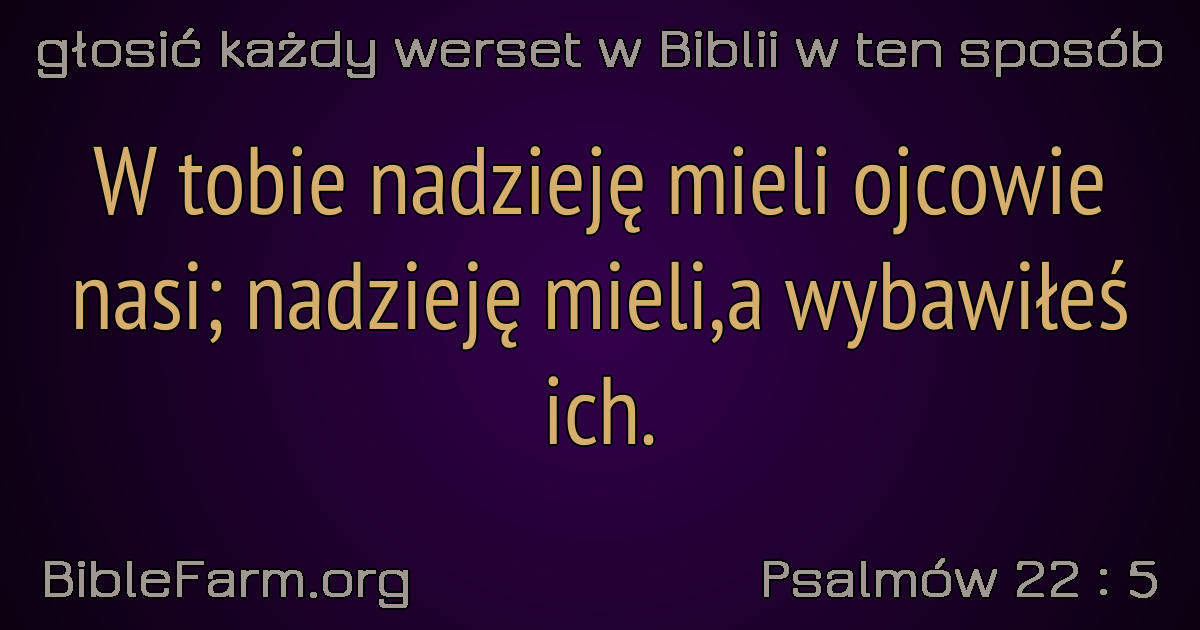 głosić każdy werset w Biblii w ten sposób
W tobie nadzieję mieli ojcowie
nasi; nadzieję mieli,a wybawiłeś
ich.
BibleFarm.org
Psalmów 22 : 5